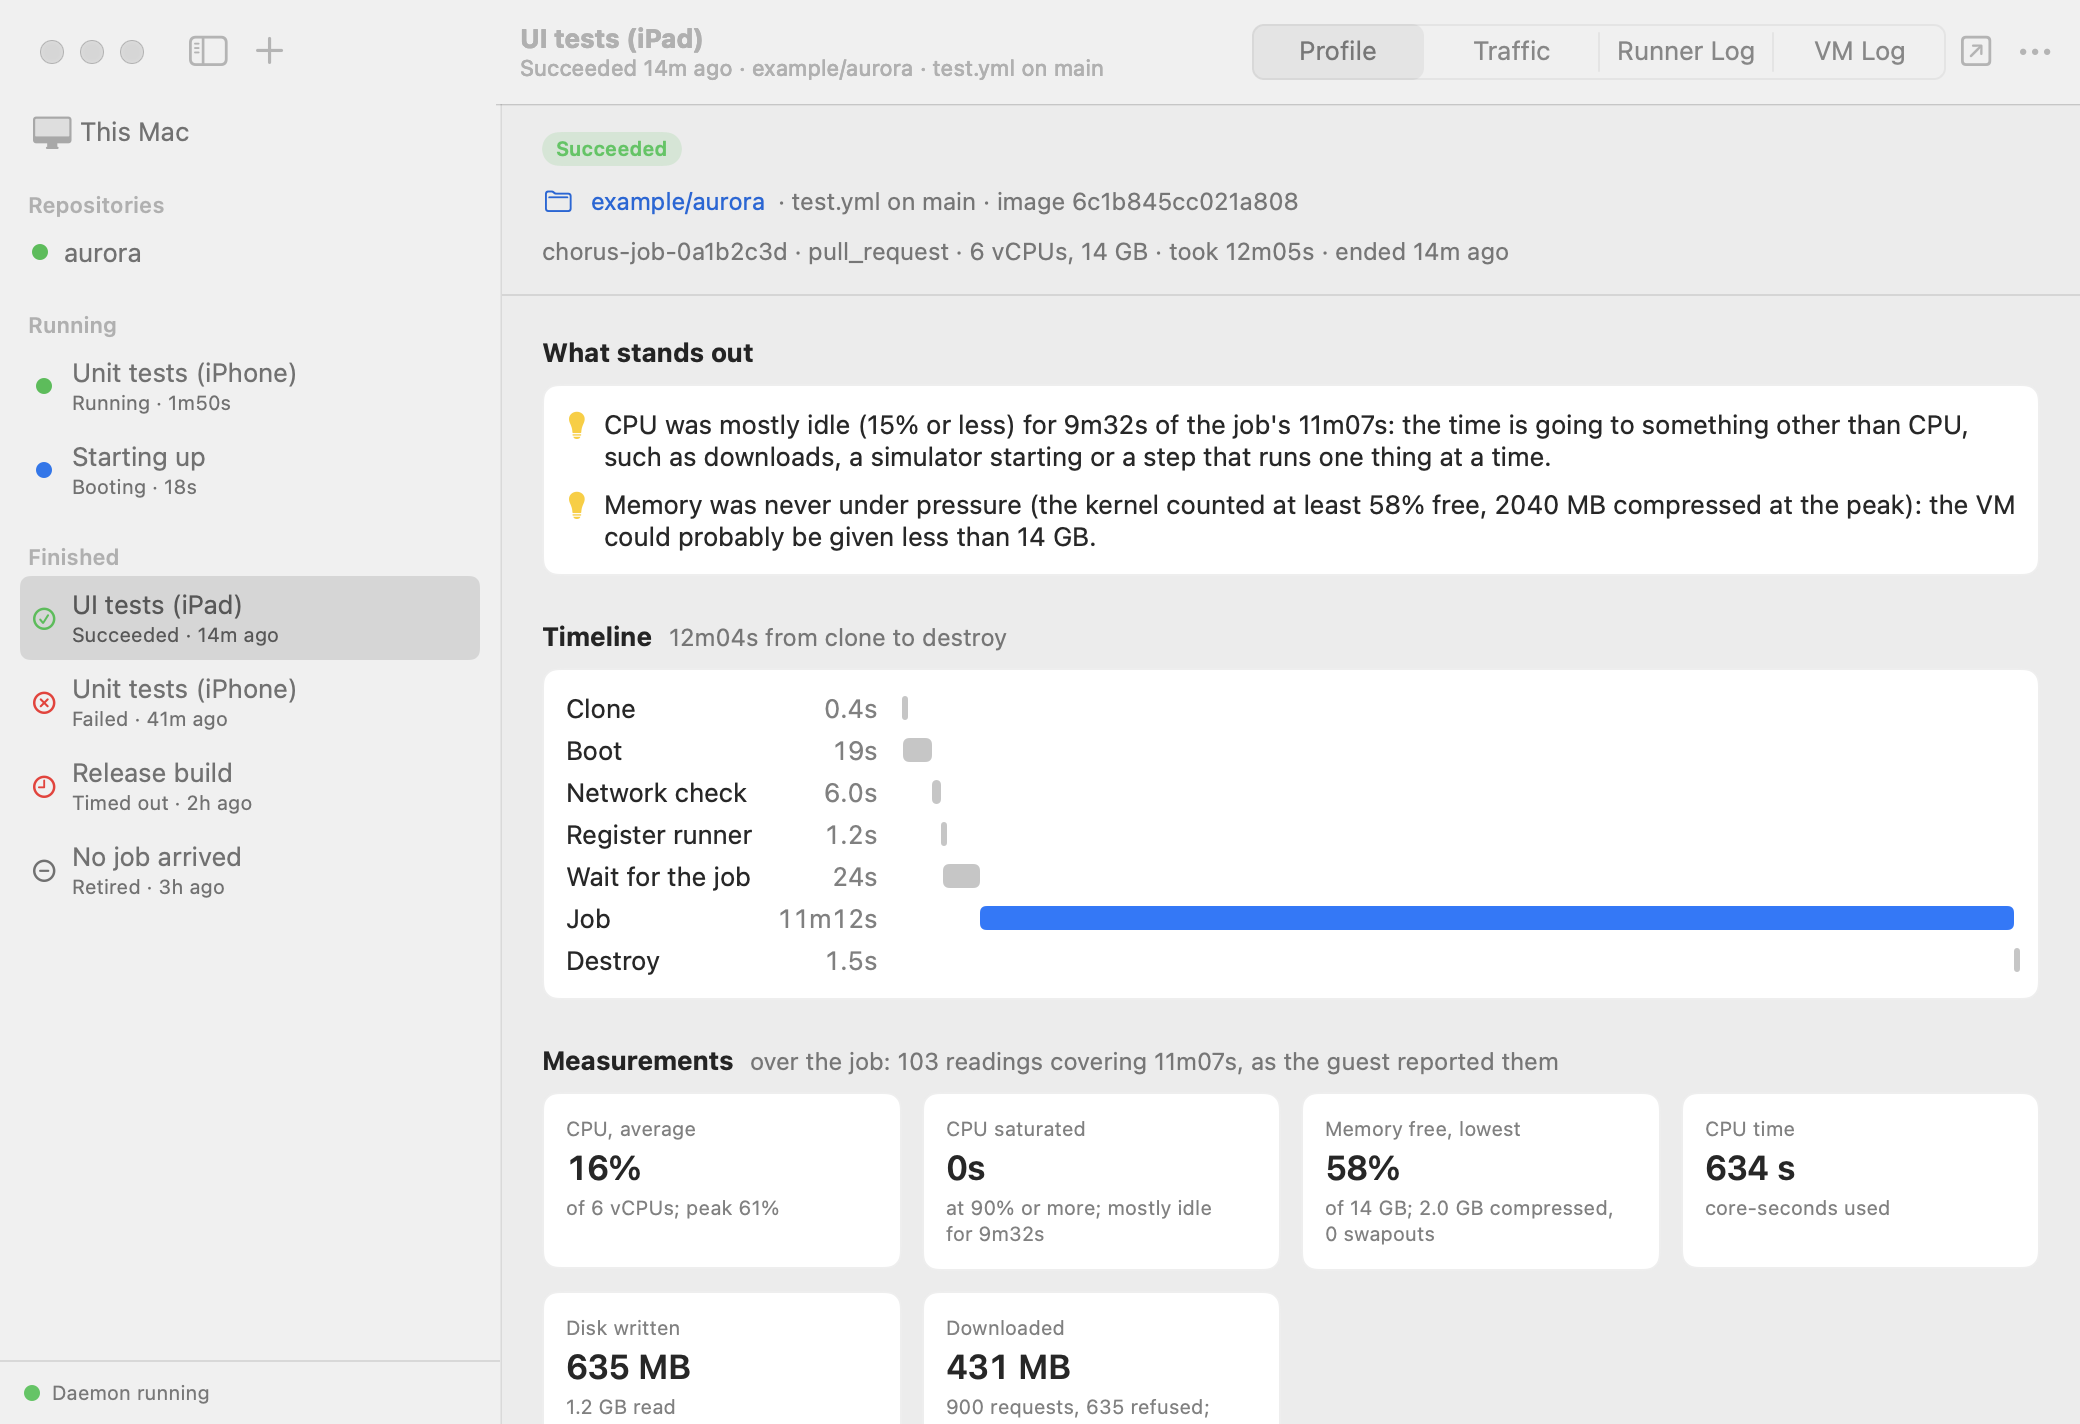 UI tests (iPad)
Succeeded 14m ago · example/aurora · test.yml on main
Profile
Traffic
Runner Log
VM Log
This Mac
Repositories
aurora
Running
Unit tests (iPhone)
Running · 1m50s
Starting up
Booting · 18s
Finished
UI tests (iPad)
Succeeded · 14m ago
Unit tests (iPhone)
Failed · 41m ago
Release build
Timed out · 2h ago
No job arrived
Retired · 3h ago
Daemon running
Succeeded
example/aurora · test.yml on main · image 6c1b845cc021a808
chorus-job-0a1b2c3d · pull_request · 6 vCPUs, 14 GB · took 12m05s · ended 14m ago
What stands out
CPU was mostly idle (15% or less) for 9m32s of the job's 11m07s: the time is going to something other than CPU,
such as downloads, a simulator starting or a step that runs one thing at a time.
Memory was never under pressure (the kernel counted at least 58% free, 2040 MB compressed at the peak): the VM
could probably be given less than 14 GB.
Timeline 12m04s from clone to destroy
Clone 0.4s
Boot 19s
Network check 6.0s
Register runner 1.2s
Wait for the job 24s
Job 11m12s
Destroy 1.5s
Measurements over the job: 103 readings covering 11m07s, as the guest reported them
CPU, average
16%
of 6 vCPUs; peak 61%
CPU saturated
0s
at 90% or more; mostly idle
for 9m32s
Memory free, lowest
58%
of 14 GB; 2.0 GB compressed,
0 swapouts
CPU time
634 s
core-seconds used
Disk written
635 MB
1.2 GB read
Downloaded
431 MB
900 requests, 635 refused;